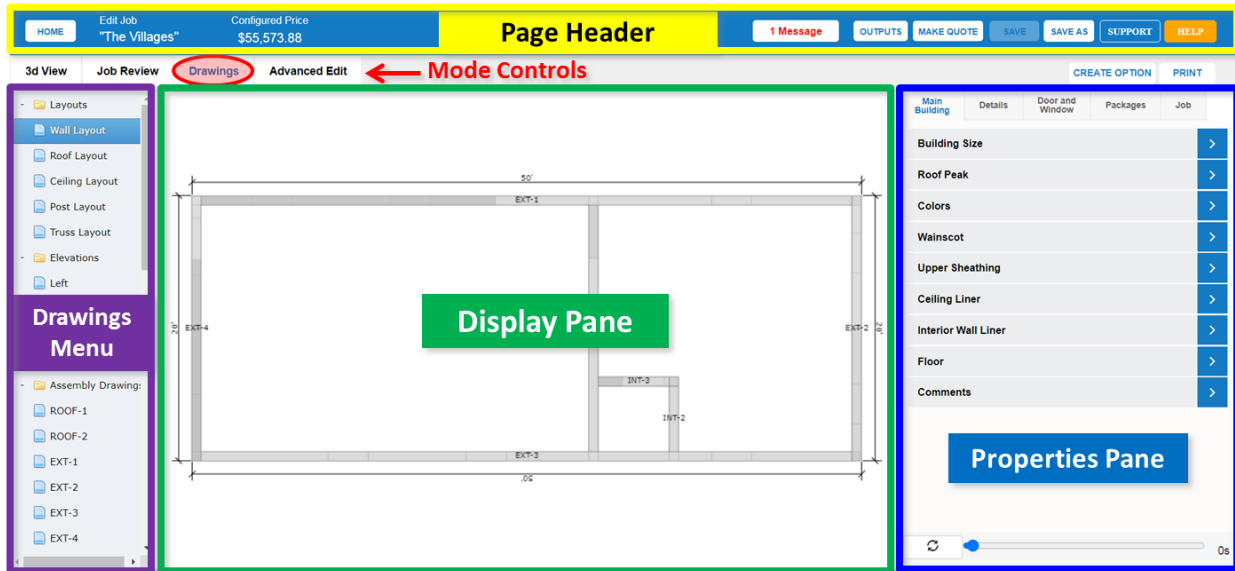 HOME
Edit Job
"The Villages"
Configured Price
$55,573.88
Page Header
1 Message
OUTPUTS
MAKE QUOTE
SAVE
SAVE AS
SUPPORT
HELP
3d View
Job Review
Drawings
Advanced Edit
Mode Controls
CREATE OPTION
PRINT
Layouts
Wall Layout
Roof Layout
Ceiling Layout
Post Layout
Truss Layout
Elevations
Left
Drawings
Menu
Assembly Drawing
ROOF-1
ROOF-2
EXT-1
EXT-2
EXT-3
EXT-4
50'
EXT-1
20'
EXT-4
Display Pane
EXT-2
20'
INT-3
INT-2
EXT-3
50'
Main
Building
Details
Door and
Window
Packages
Job
Building Size
Roof Peak
Colors
Wainscot
Upper Sheathing
Ceiling Liner
Interior Wall Liner
Floor
Comments
Properties Pane
0s